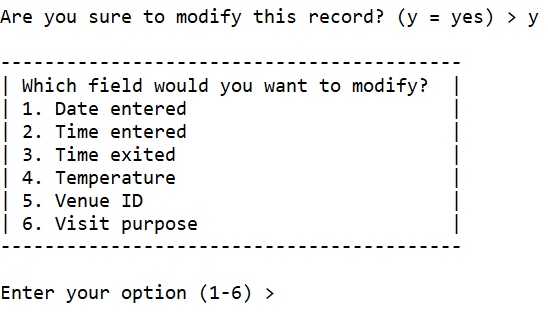 Are you sure to modify this record? (y = yes) > y
------------------------------------------
| Which field would you want to modify?  |
| 1. Date entered                        |
| 2. Time entered                        |
| 3. Time exited                         |
| 4. Temperature                         |
| 5. Venue ID                            |
| 6. Visit purpose                       |
------------------------------------------
Enter your option (1-6) >